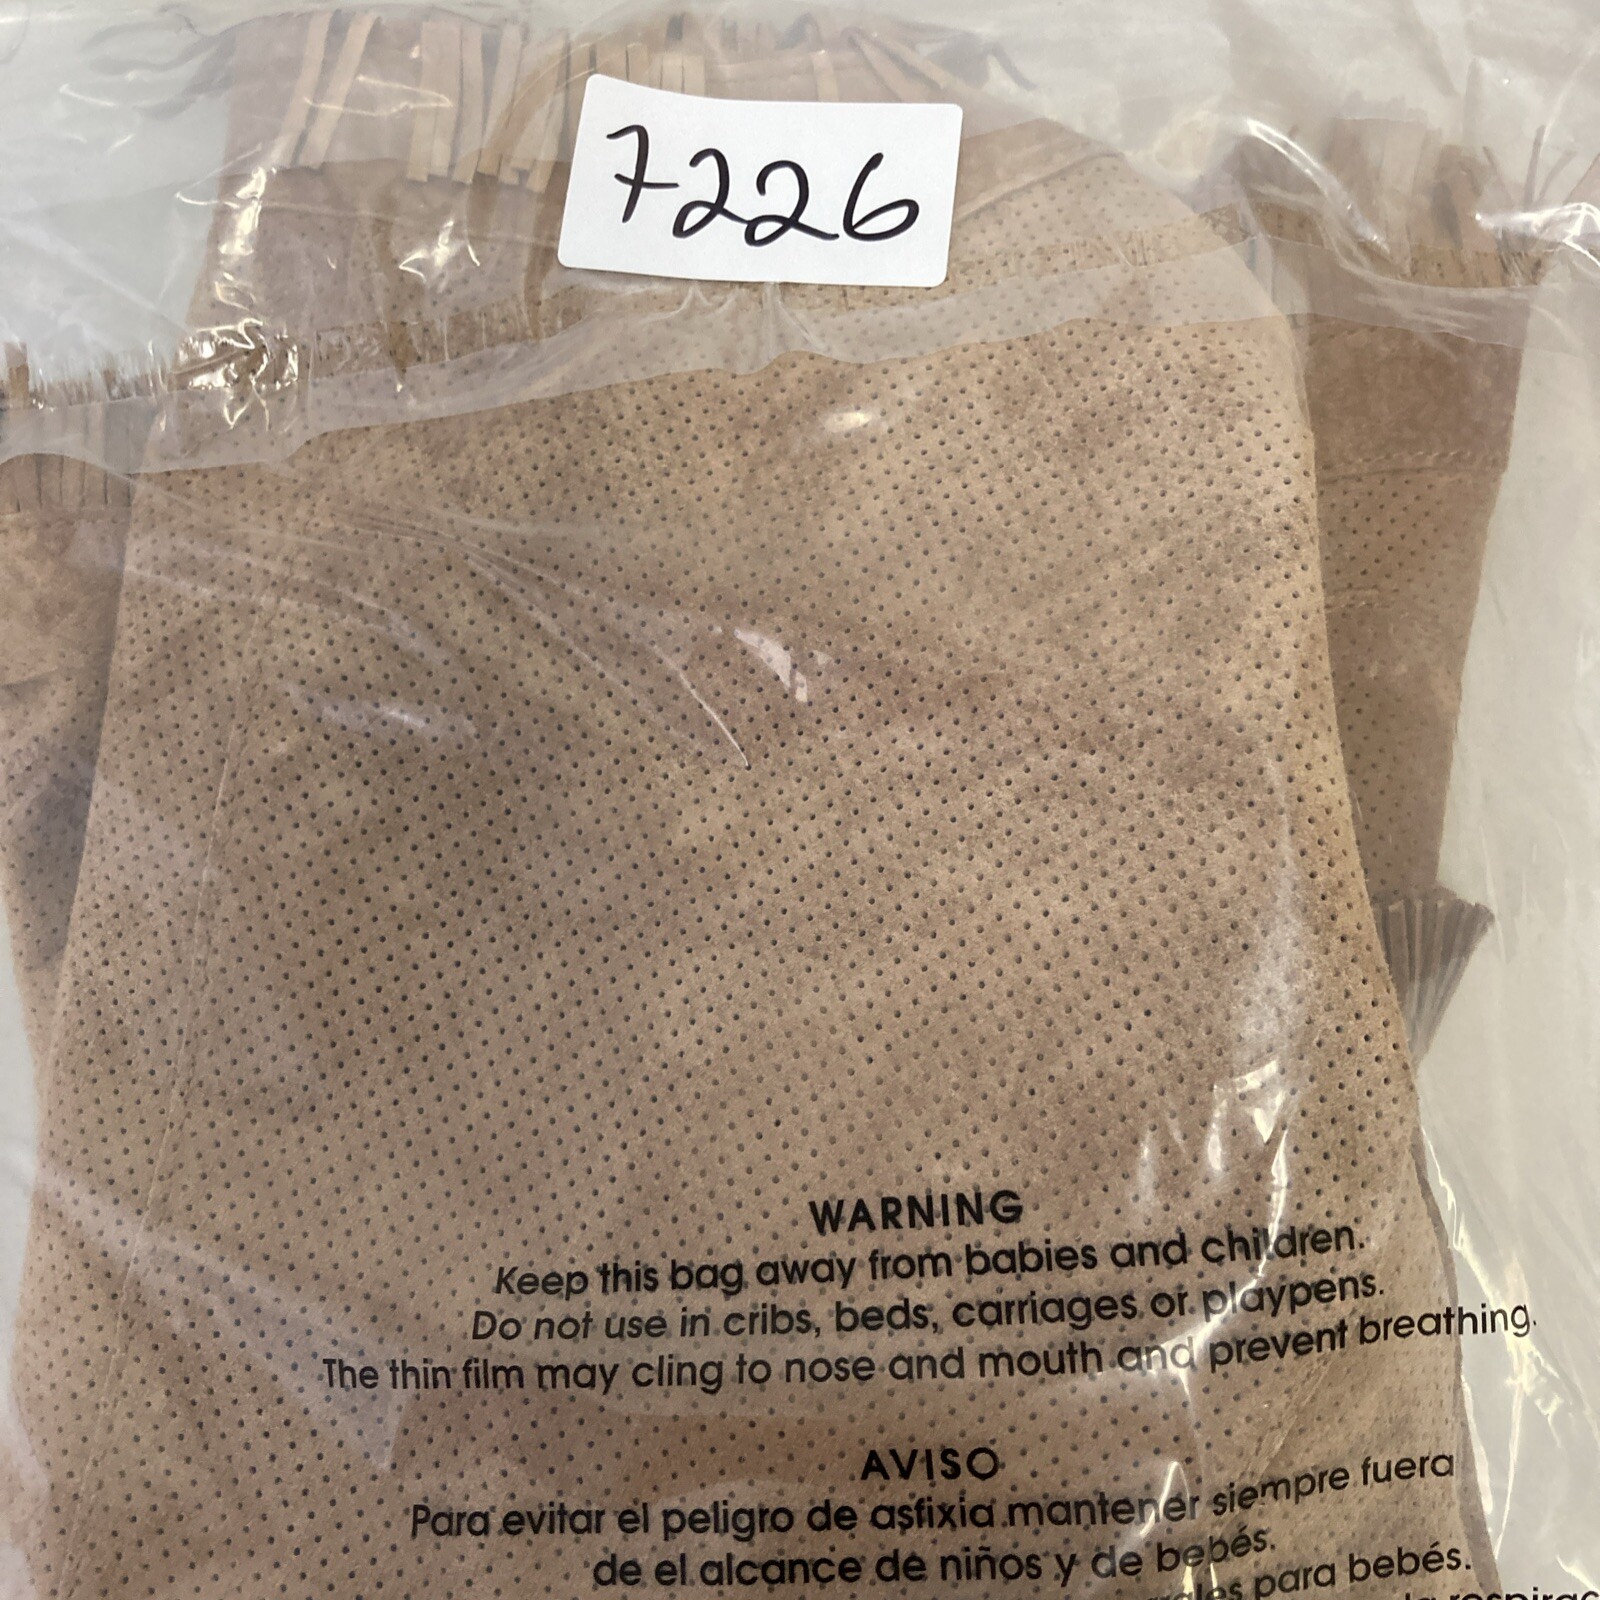 7226
WARNING
Keep this bag away from babies and children.
Do not use in cribs, beds, carriages or playpens.
The thin film may cling to nose and mouth and prevent breathing.
AVISO
Para evitar el peligro de asfixia mantener siempre fuera
de el alcance de niños y de bebés.
para bebés.
la